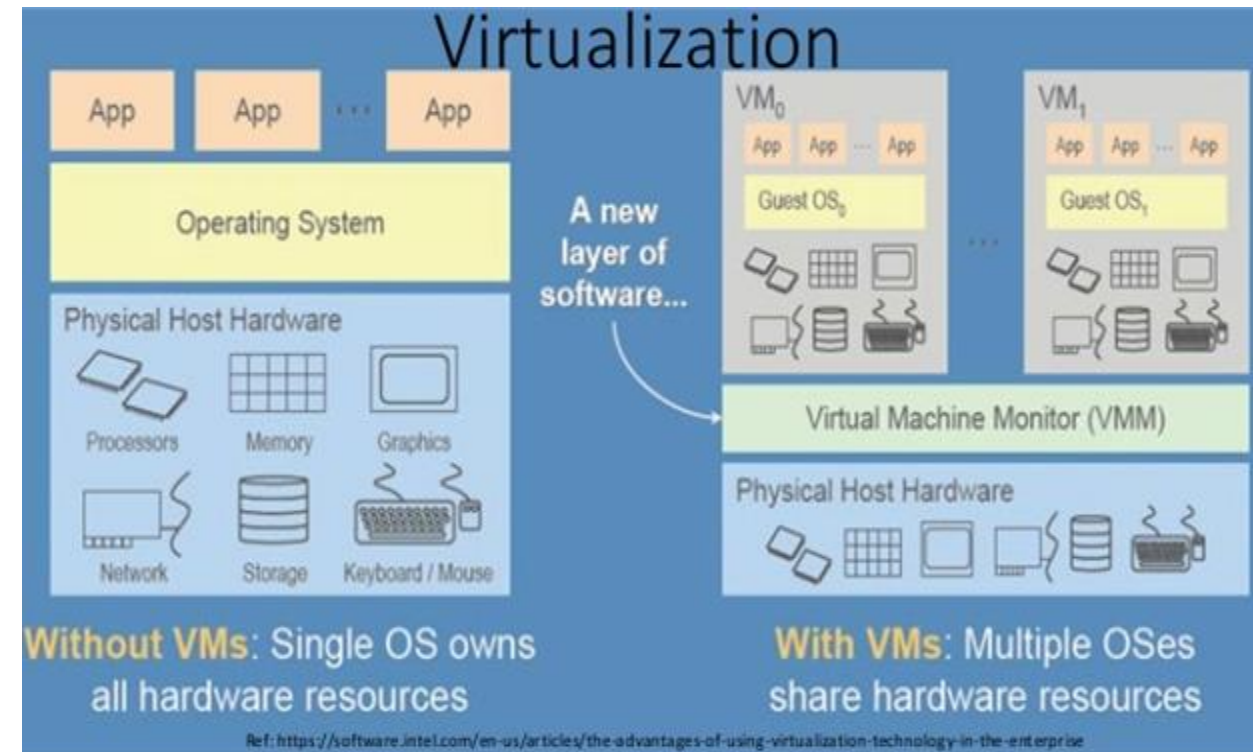 Virtualization
App App ... App
Operating System
Physical Host Hardware
Processors Memory Graphics
Network Storage Keyboard / Mouse
Without VMs: Single OS owns
all hardware resources
A new
layer of
software...
VM₀
App App ... App
Guest OS₀
...
VM₁
App App ... App
Guest OS₁
Virtual Machine Monitor (VMM)
Physical Host Hardware
With VMs: Multiple OSes
share hardware resources
Ref: https://software.intel.com/en-us/articles/the-advantages-of-using-virtualization-technology-in-the-enterprise